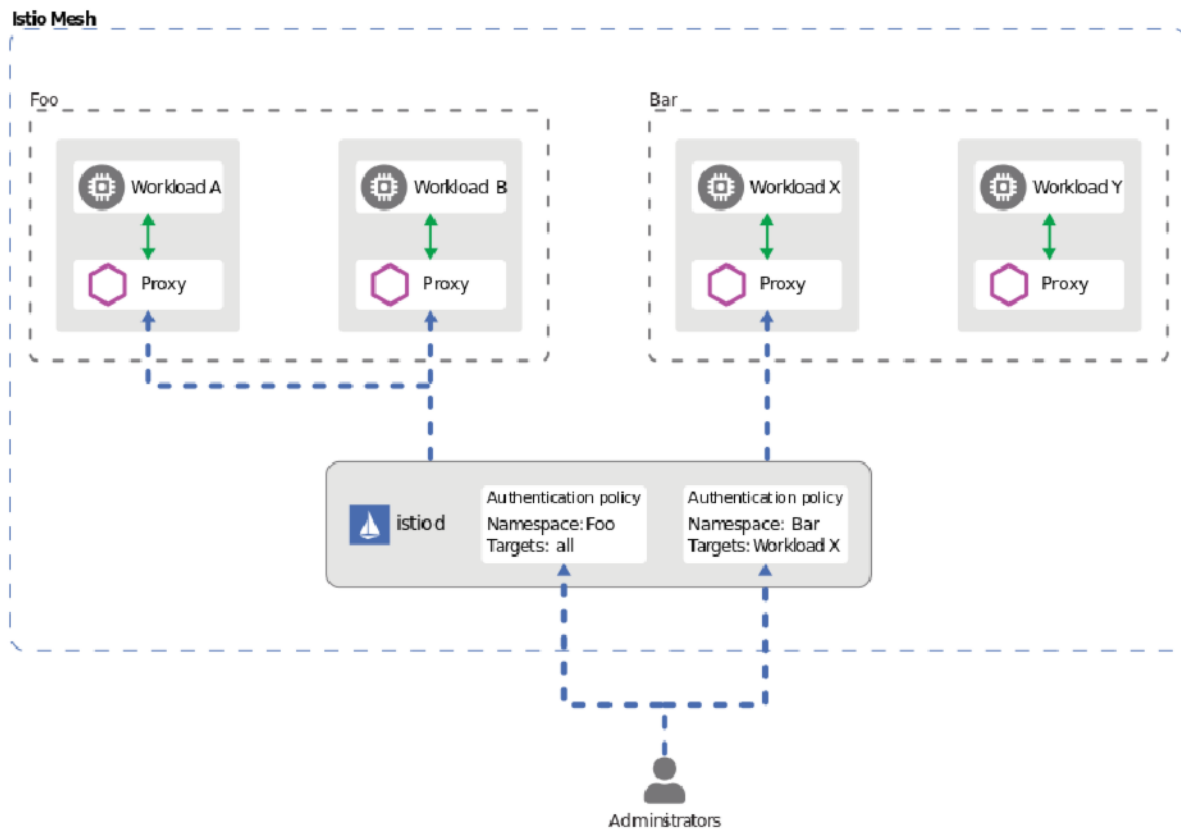 Istio Mesh
Foo
Bar
Workload A
Workload B
Workload X
Workload Y
Proxy
Proxy
Proxy
Proxy
istiod
Authentication policy
Namespace: Foo
Targets: all
Authentication policy
Namespace: Bar
Targets: Workload X
Administrators